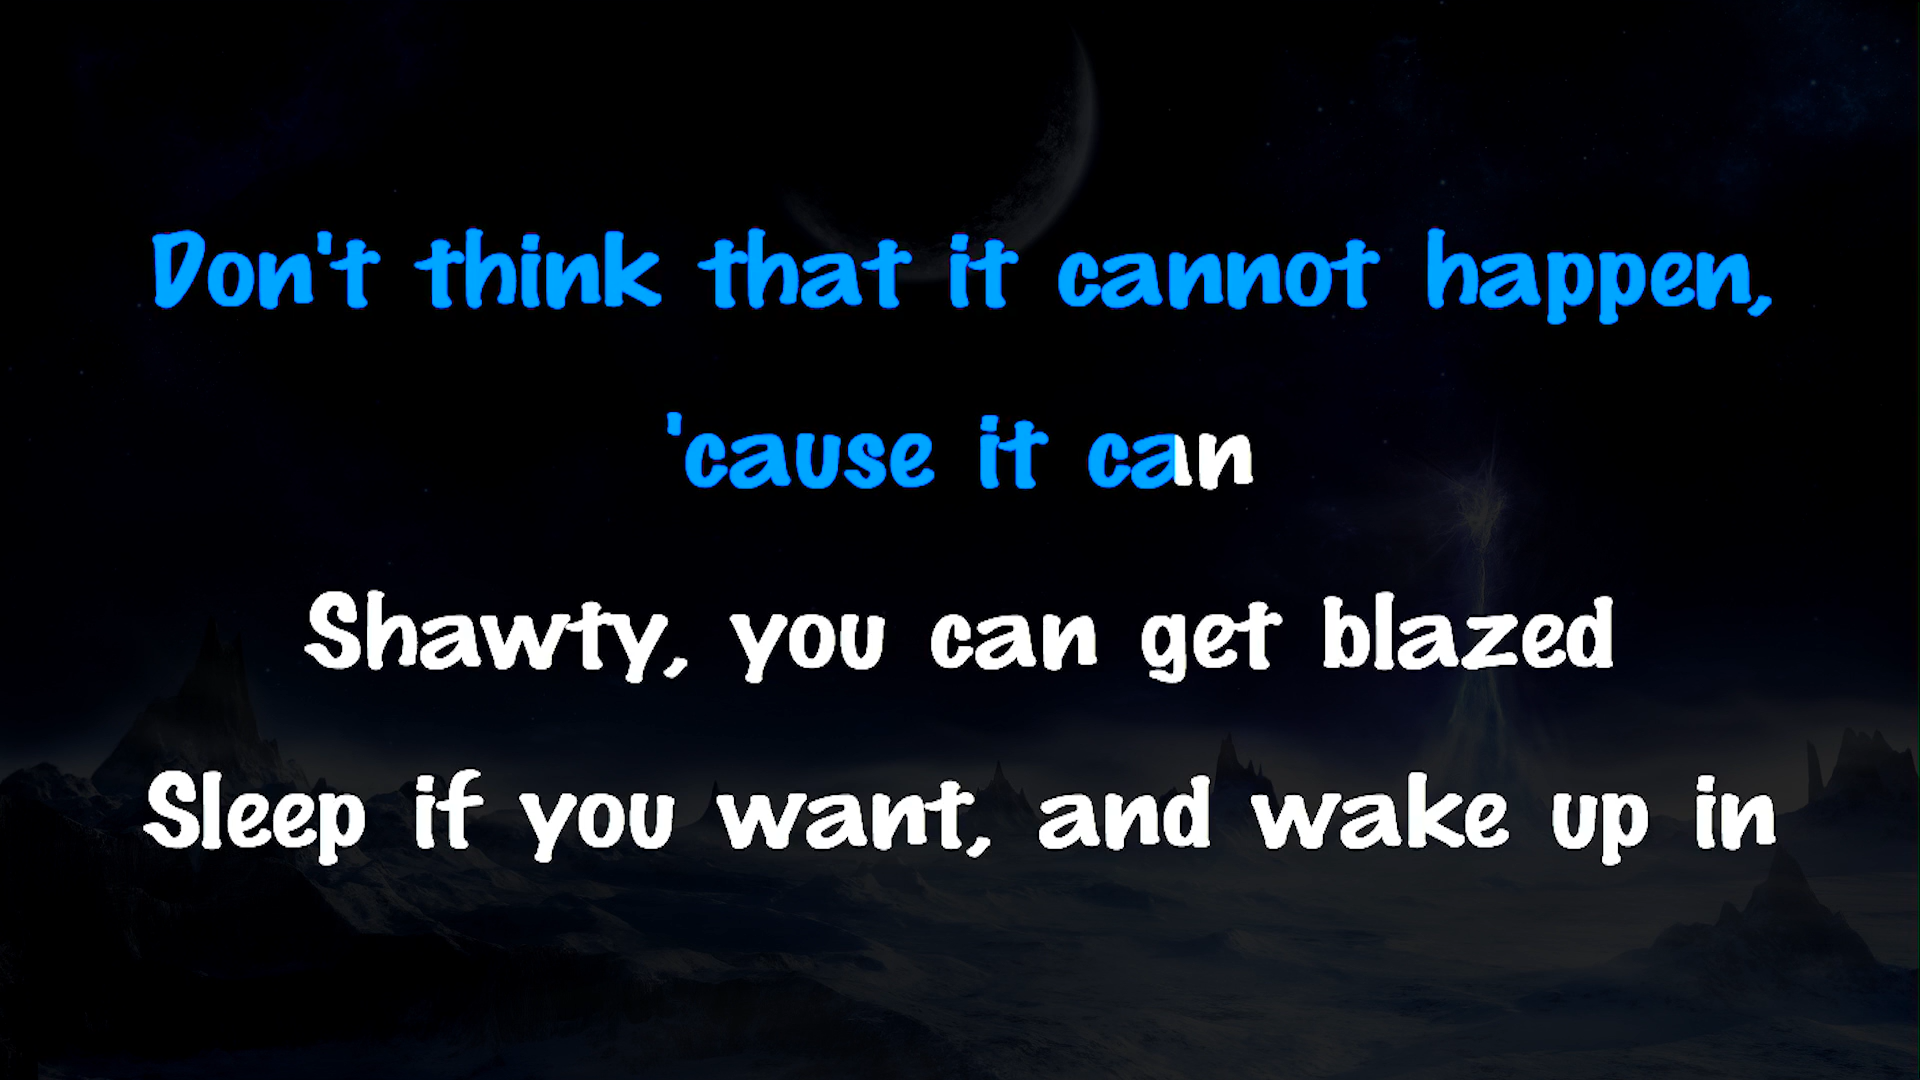 Don't think that it cannot happen,
'cause it can
Shawty, you can get blazed
Sleep if you want, and wake up in